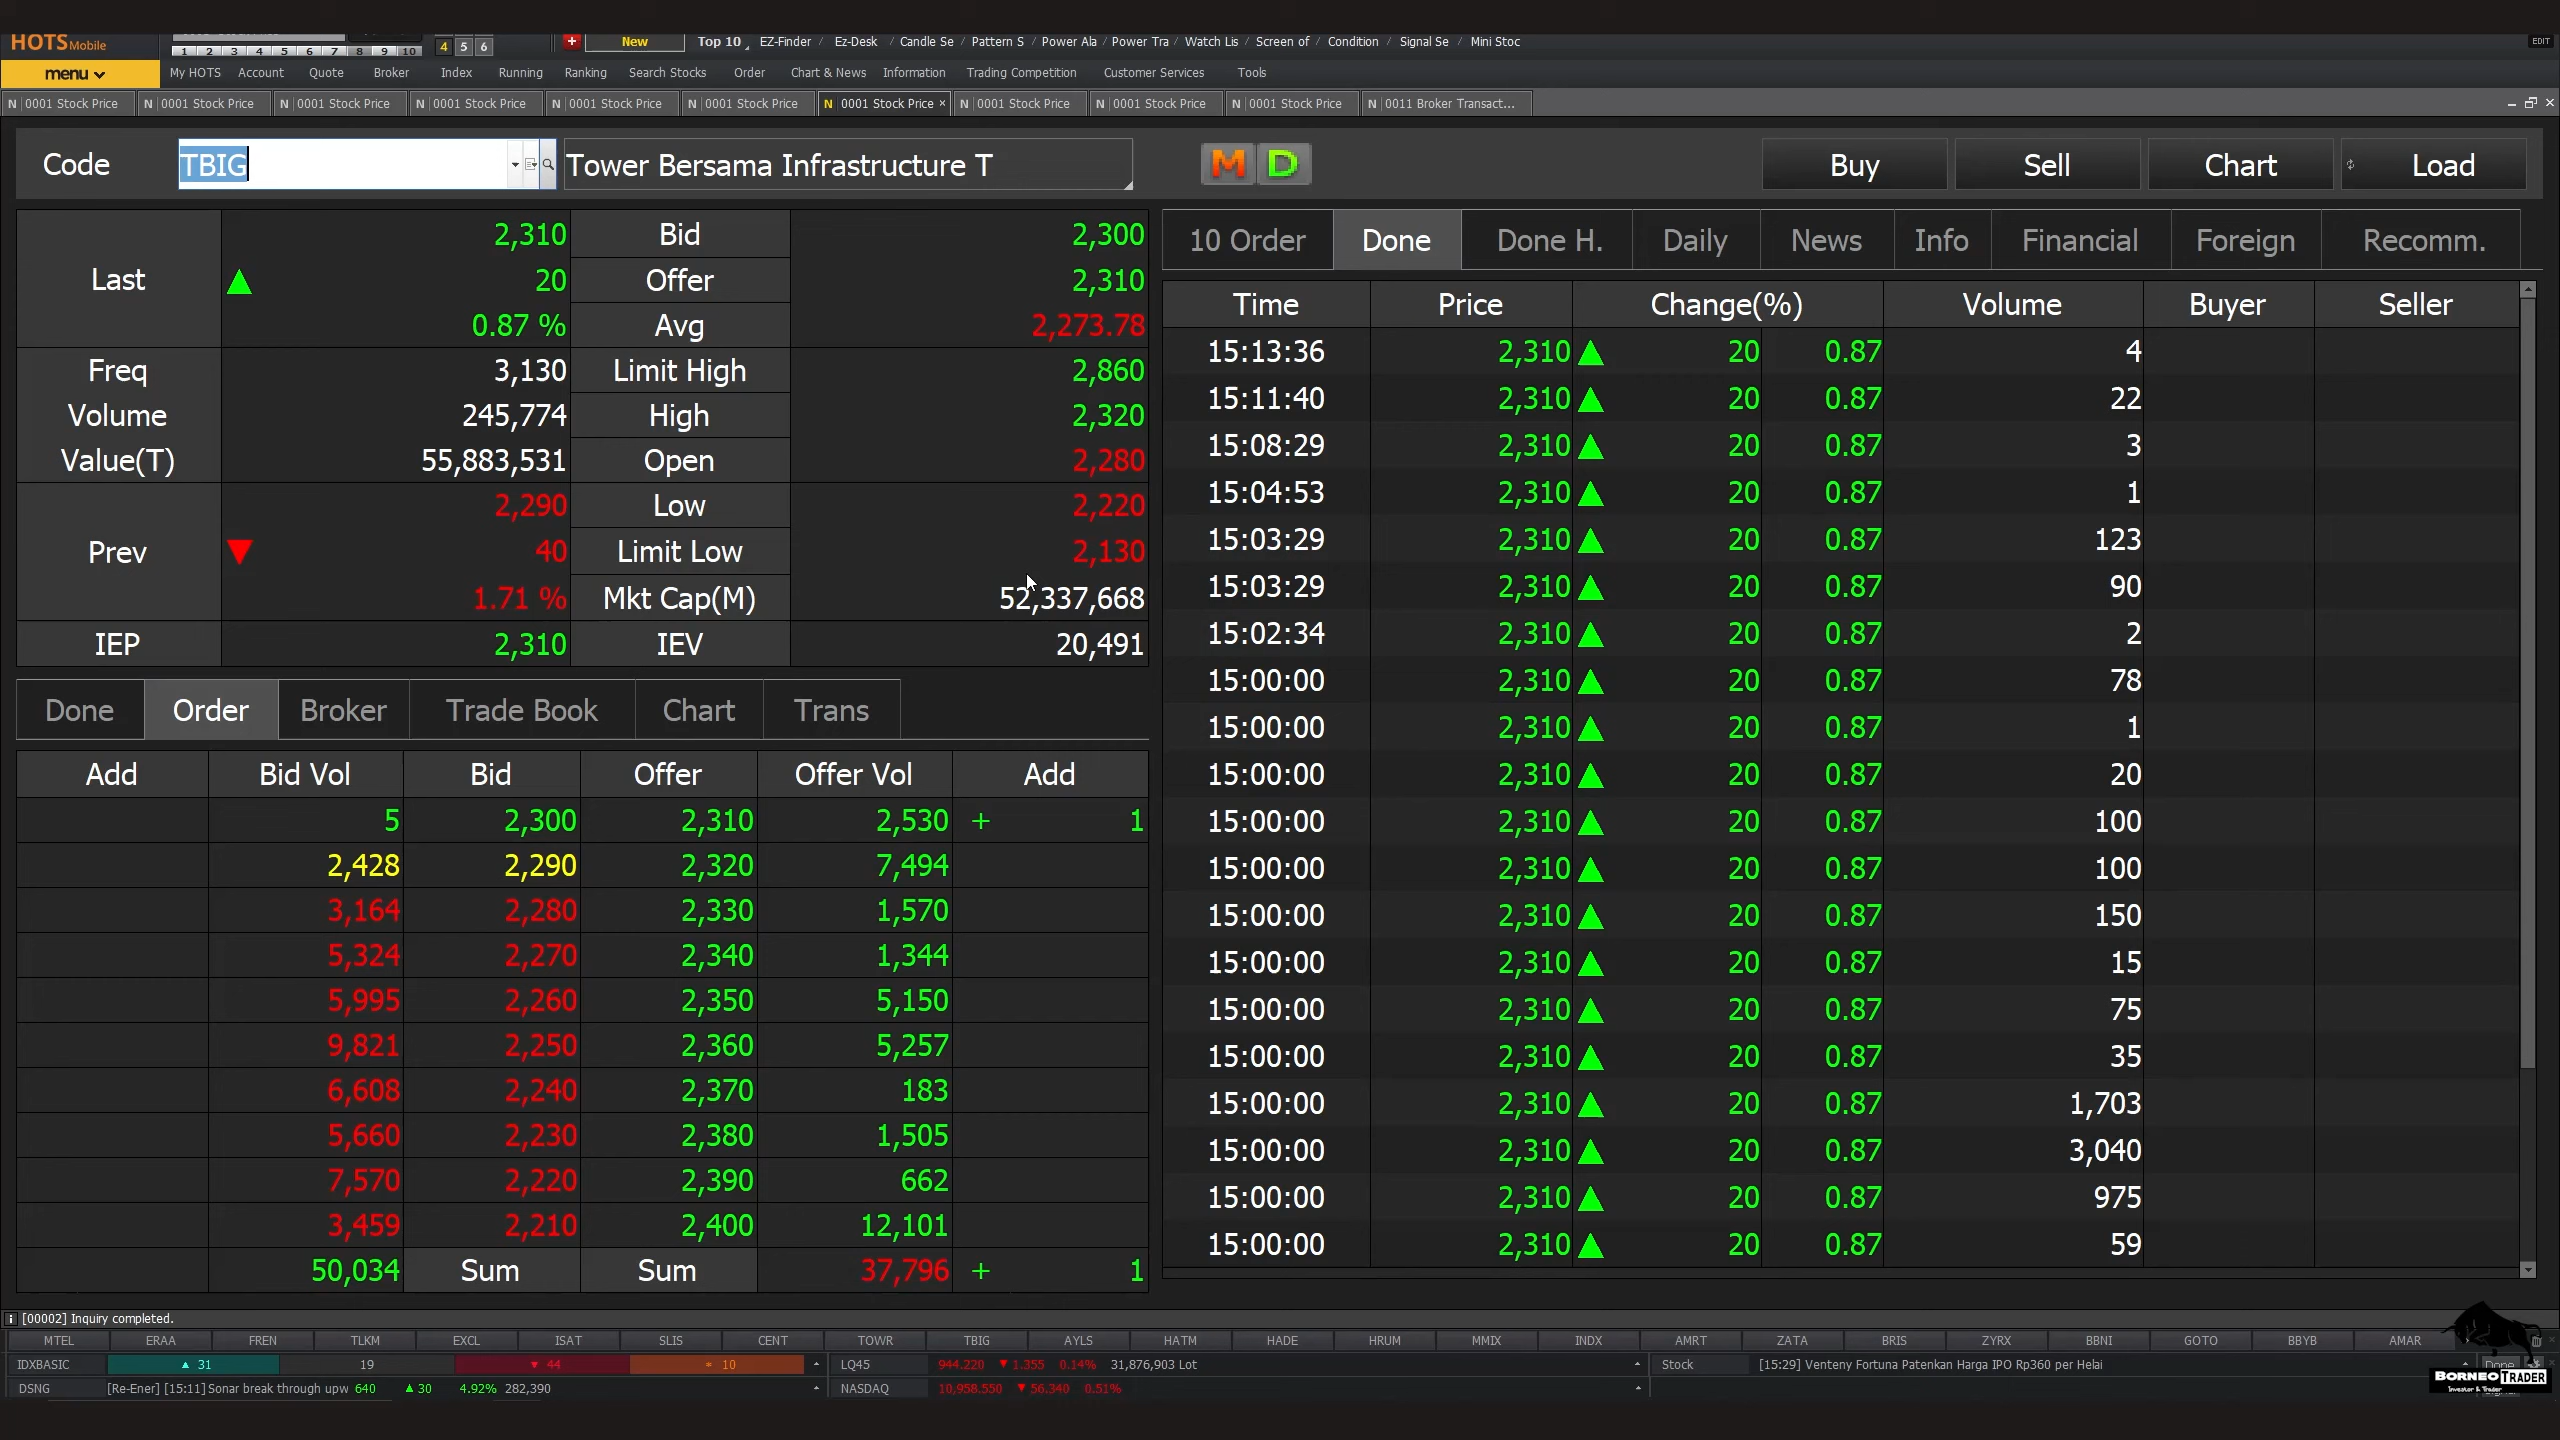 HOTS Mobile
1 2 3 4 5 6 7 8 9 10 4 5 6 New Top 10 EZ-Finder / Ez-Desk / Candle Se / Pattern S / Power Ala / Power Tra / Watch Lis / Screen of / Condition / Signal Se / Mini Stoc EDIT
menu My HOTS Account Quote Broker Index Running Ranking Search Stocks Order Chart & News Information Trading Competition Customer Services Tools
N 0001 Stock Price N 0001 Stock Price N 0001 Stock Price N 0001 Stock Price N 0001 Stock Price N 0001 Stock Price N 0001 Stock Price × N 0001 Stock Price N 0001 Stock Price N 0001 Stock Price N 0011 Broker Transact...
Code TBIG Tower Bersama Infrastructure T M D Buy Sell Chart Load
Last 2,310 Bid 2,300
▲ 20 Offer 2,310
0.87 % Avg 2,273.78
Freq 3,130 Limit High 2,860
Volume 245,774 High 2,320
Value(T) 55,883,531 Open 2,280
Prev 2,290 Low 2,220
▼ 40 Limit Low 2,130
1.71 % Mkt Cap(M) 52,337,668
IEP 2,310 IEV 20,491
Done Order Broker Trade Book Chart Trans
Add Bid Vol Bid Offer Offer Vol Add
5 2,300 2,310 2,530 + 1
2,428 2,290 2,320 7,494
3,164 2,280 2,330 1,570
5,324 2,270 2,340 1,344
5,995 2,260 2,350 5,150
9,821 2,250 2,360 5,257
6,608 2,240 2,370 183
5,660 2,230 2,380 1,505
7,570 2,220 2,390 662
3,459 2,210 2,400 12,101
50,034 Sum Sum 37,796 + 1
10 Order Done Done H. Daily News Info Financial Foreign Recomm.
Time Price Change(%) Volume Buyer Seller
15:13:36 2,310 ▲ 20 0.87 4
15:11:40 2,310 ▲ 20 0.87 22
15:08:29 2,310 ▲ 20 0.87 3
15:04:53 2,310 ▲ 20 0.87 1
15:03:29 2,310 ▲ 20 0.87 123
15:03:29 2,310 ▲ 20 0.87 90
15:02:34 2,310 ▲ 20 0.87 2
15:00:00 2,310 ▲ 20 0.87 78
15:00:00 2,310 ▲ 20 0.87 1
15:00:00 2,310 ▲ 20 0.87 20
15:00:00 2,310 ▲ 20 0.87 100
15:00:00 2,310 ▲ 20 0.87 100
15:00:00 2,310 ▲ 20 0.87 150
15:00:00 2,310 ▲ 20 0.87 15
15:00:00 2,310 ▲ 20 0.87 75
15:00:00 2,310 ▲ 20 0.87 35
15:00:00 2,310 ▲ 20 0.87 1,703
15:00:00 2,310 ▲ 20 0.87 3,040
15:00:00 2,310 ▲ 20 0.87 975
15:00:00 2,310 ▲ 20 0.87 59
i [00002] Inquiry completed.
MTEL ERAA FREN TLKM EXCL ISAT SLIS CENT TOWR TBIG AYLS HATM HADE HRUM MMIX INDX AMRT ZATA BRIS ZYRX BBNI GOTO BBYB AMAR
IDXBASIC ▲ 31 19 ▼ 44 * 10 LQ45 944.220 ▼ 1.355 0.14% 31,876,903 Lot Stock [15:29] Venteny Fortuna Patenkan Harga IPO Rp360 per Helai Done
DSNG [Re-Ener] [15:11]Sonar break through upw 640 ▲ 30 4.92% 282,390 NASDAQ 10,958.550 ▼ 56.340 0.51%
BORNEO TRADER
Investor & Trader